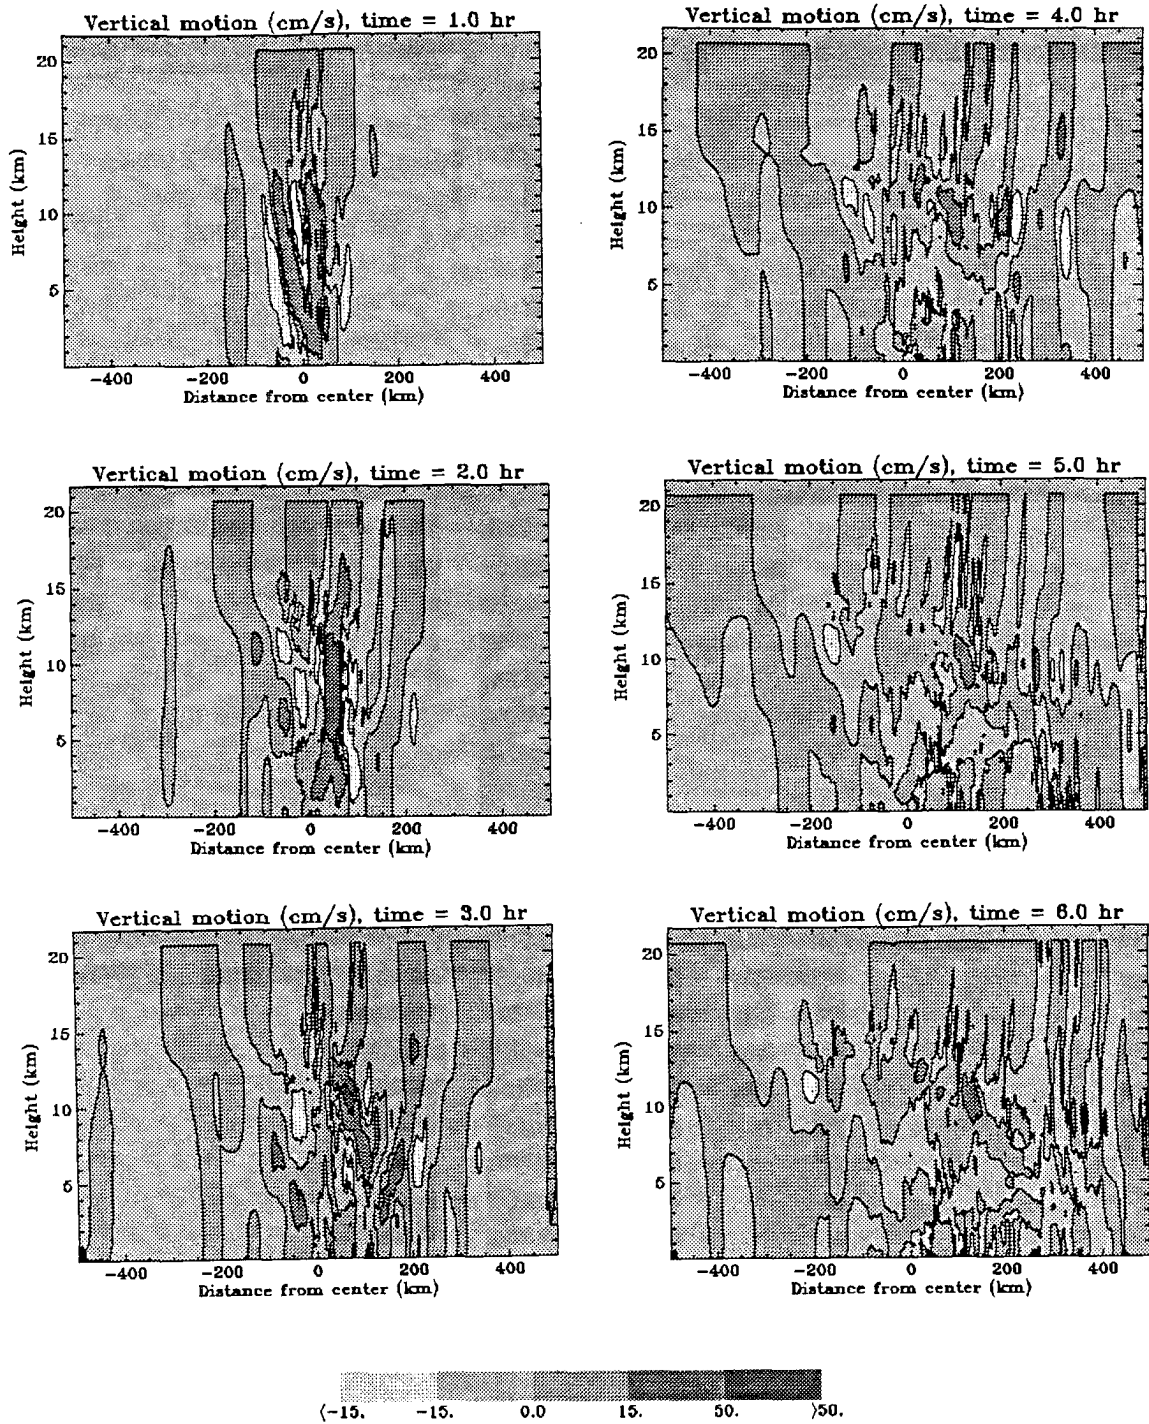 Vertical motion (cm/s), time = 1.0 hr
20
15
10
5
Height (km)
-400 -200 0 200 400
Distance from center (km)
Vertical motion (cm/s), time = 4.0 hr
20
15
10
5
Height (km)
-400 -200 0 200 400
Distance from center (km)
Vertical motion (cm/s), time = 2.0 hr
20
15
10
5
Height (km)
-400 -200 0 200 400
Distance from center (km)
Vertical motion (cm/s), time = 5.0 hr
20
15
10
5
Height (km)
-400 -200 0 200 400
Distance from center (km)
Vertical motion (cm/s), time = 3.0 hr
20
15
10
5
Height (km)
-400 -200 0 200 400
Distance from center (km)
Vertical motion (cm/s), time = 6.0 hr
20
15
10
5
Height (km)
-400 -200 0 200 400
Distance from center (km)
<-15. -15. 0.0 15. 50. >50.